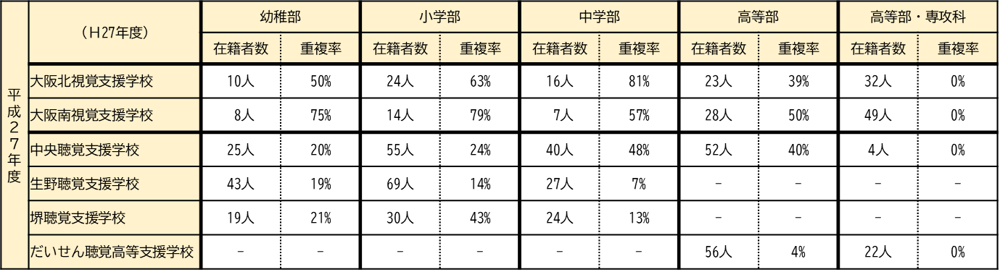 平成27年度
（H27年度） 幼稚部 小学部 中学部 高等部 高等部・専攻科
在籍者数 重複率 在籍者数 重複率 在籍者数 重複率 在籍者数 重複率 在籍者数 重複率
大阪北視覚支援学校 10人 50% 24人 63% 16人 81% 23人 39% 32人 0%
大阪南視覚支援学校 8人 75% 14人 79% 7人 57% 28人 50% 49人 0%
中央聴覚支援学校 25人 20% 55人 24% 40人 48% 52人 40% 4人 0%
生野聴覚支援学校 43人 19% 69人 14% 27人 7% － － － －
堺聴覚支援学校 19人 21% 30人 43% 24人 13% － － － －
だいせん聴覚高等支援学校 － － － － － － 56人 4% 22人 0%